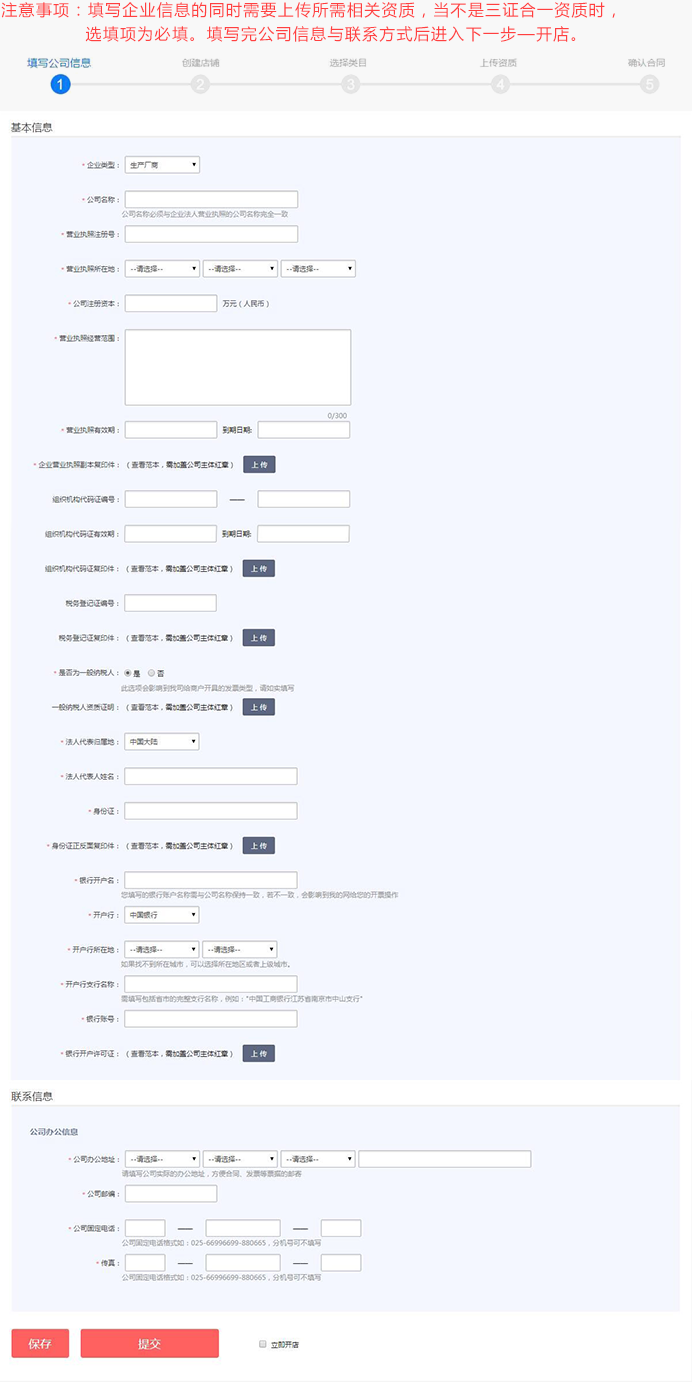 注意事项：填写企业信息的同时需要上传所需相关资质，当不是三证合一资质时，
选填项为必填。填写完公司信息与联系方式后进入下一步—开店。
填写公司信息 创建店铺 选择类目 上传资质 确认合同
1 2 3 4 5
基本信息
* 企业类型： 生产厂商
* 公司名称：
公司名称必须与企业法人营业执照的公司名称完全一致
* 营业执照注册号：
* 营业执照所在地： --请选择-- --请选择-- --请选择--
* 公司注册资本： 万元（人民币）
* 营业执照经营范围：
0/300
* 营业执照有效期： 到期日期:
* 企业营业执照副本复印件： （查看范本，需加盖公司主体红章） 上传
组织机构代码证编号： ——
组织机构代码证有效期： 到期日期:
组织机构代码证复印件： （查看范本，需加盖公司主体红章） 上传
税务登记证编号：
税务登记证复印件： （查看范本，需加盖公司主体红章） 上传
* 是否为一般纳税人： 是 否
此选项会影响到我司给商户开具的发票类型，请如实填写
一般纳税人资质证明： （查看范本，需加盖公司主体红章） 上传
* 法人代表归属地： 中国大陆
* 法人代表人姓名：
* 身份证：
* 身份证正反面复印件： （查看范本，需加盖公司主体红章） 上传
* 银行开户名：
您填写的银行账户名称需与公司名称保持一致，若不一致，会影响到我的网给您的开票操作
* 开户行： 中国银行
* 开户行所在地： --请选择-- --请选择--
如果找不到所在城市，可以选择所在地区或者上级城市。
* 开户行支行名称：
需填写包括省市的完整支行名称，例如："中国工商银行江苏省南京市中山支行"
* 银行账号：
* 银行开户许可证： （查看范本，需加盖公司主体红章） 上传
联系信息
公司办公信息
* 公司办公地址： --请选择-- --请选择-- --请选择--
请填写公司实际的办公地址，方便合同、发票等票据的邮寄
* 公司邮编：
* 公司固定电话： —— ——
公司固定电话格式如：025-66996699-880665，分机号可不填写
* 传真： —— ——
公司固定电话格式如：025-66996699-880665，分机号可不填写
保存 提交 立即开店